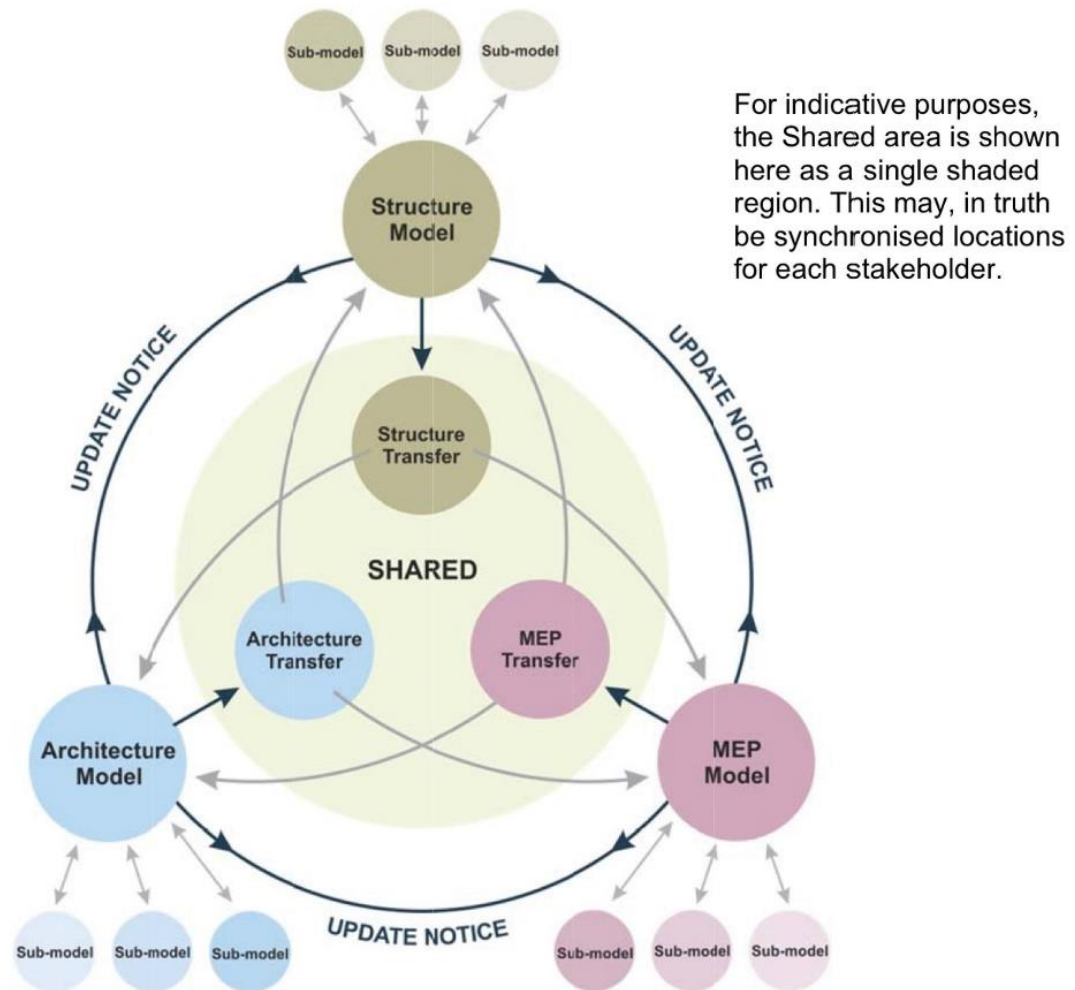 Sub-model
Sub-model
Sub-model
For indicative purposes,
the Shared area is shown
here as a single shaded
region. This may, in truth
be synchronised locations
for each stakeholder.
Structure
Model
UPDATE NOTICE
UPDATE NOTICE
Structure
Transfer
SHARED
Architecture
Transfer
MEP
Transfer
Architecture
Model
MEP
Model
UPDATE NOTICE
Sub-model
Sub-model
Sub-model
Sub-model
Sub-model
Sub-model